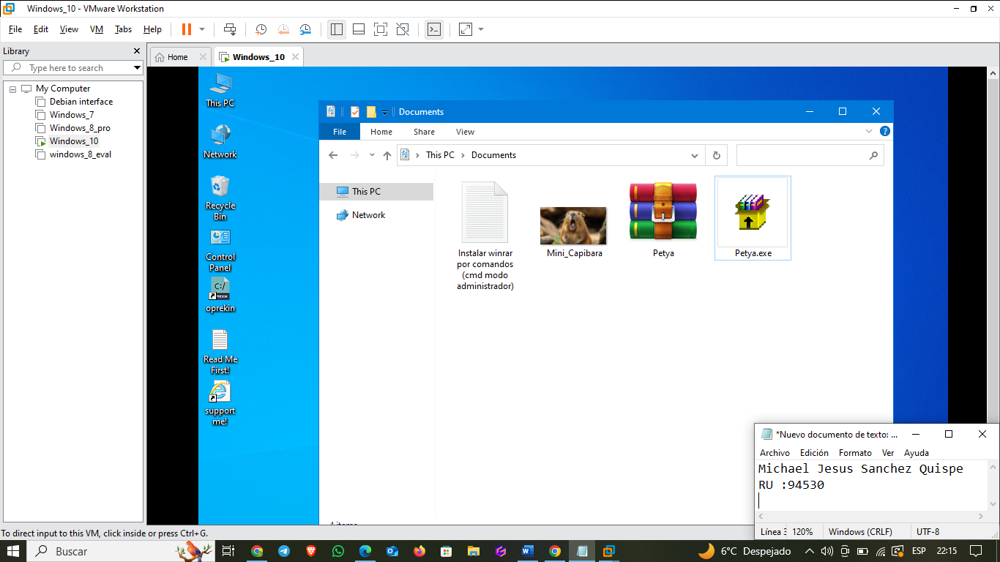 Windows_10 - VMware Workstation
File Edit View VM Tabs Help
Library
Type here to search
My Computer
Debian interface
Windows_7
Windows_8_pro
Windows_10
windows_8_eval
Home
Windows_10
This PC
Network
Recycle
Bin
Control
Panel
oprekin
Read Me
First!
support
me!
Documents
File Home Share View
This PC > Documents
This PC
Network
Instalar winrar
por comandos
(cmd modo
administrador)
Mini_Capibara
Petya
Petya.exe
4 items
*Nuevo documento de texto: ...
Archivo Edición Formato Ver Ayuda
Michael Jesus Sanchez Quispe
RU :94530
Línea 3 120% Windows (CRLF) UTF-8
To direct input to this VM, click inside or press Ctrl+G.
Buscar
6°C Despejado
ESP
22:15